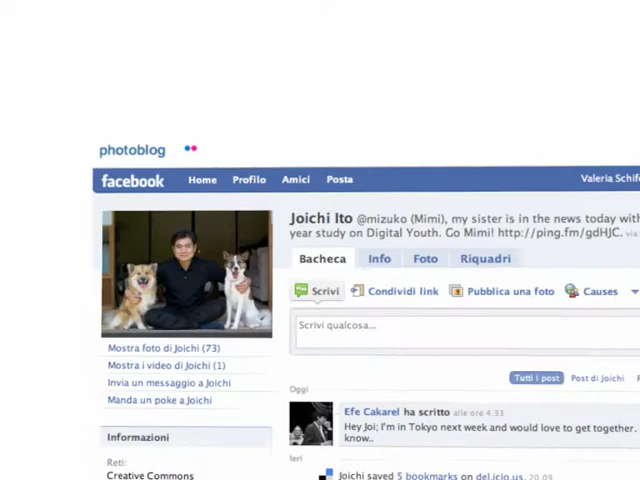 photoblog
facebook Home Profilo Amici Posta
Joichi Ito @mizuko (Mimi), my sister is in the news today with
year study on Digital Youth. Go Mimi! http://ping.fm/gdHJC. via
Bacheca Info Foto Riquadri
Scrivi Condividi link Pubblica una foto Causes
Scrivi qualcosa...
Mostra foto di Joichi (73)
Mostra i video di Joichi (1)
Invia un messaggio a Joichi
Manda un poke a Joichi
Tutti i post Post di Joichi
Oggi
Efe Cakarel ha scritto alle ore 4.33
Hey Joi; I'm in Tokyo next week and would love to get together.
know..
Informazioni
Ieri
Reti:
Creative Commons
Joichi saved 5 bookmarks on del.icio.us. 20.09
Valeria